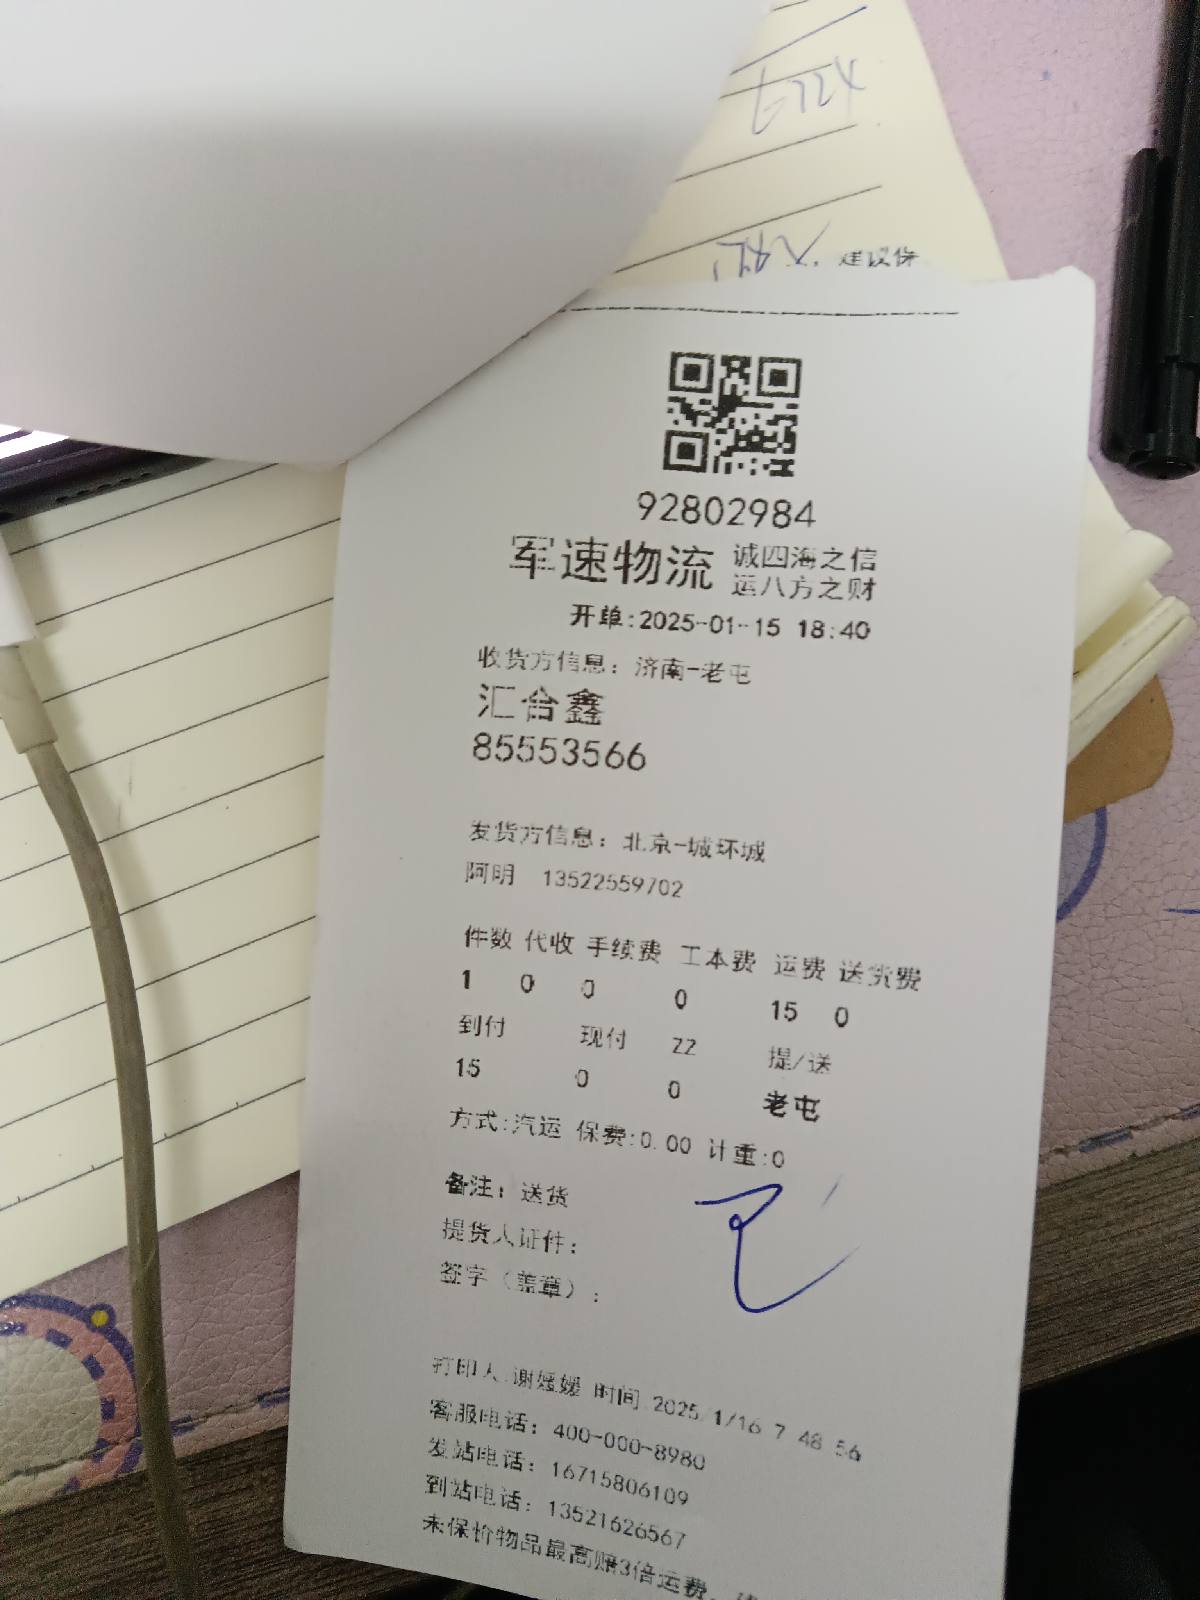 建议保
92802984
军速物流 诚四海之信
运八方之财
开单:2025-01-15 18:40
收货方信息：济南-老屯
汇合鑫
85553566
发货方信息：北京-城环城
阿明 13522559702
件数 代收 手续费 工本费 运费 送货费
1 0 0 0 15 0
到付 现付 ZZ 提/送
15 0 0 老屯
方式:汽运 保费:0.00 计重:0
备注：送货
提货人证件：
签字（盖章）：
打印人:谢媛媛 时间:2025/1/16 7:48:56
客服电话：400-000-8980
发站电话：16715806109
到站电话：13521626567
未保价物品最高赔3倍运费，